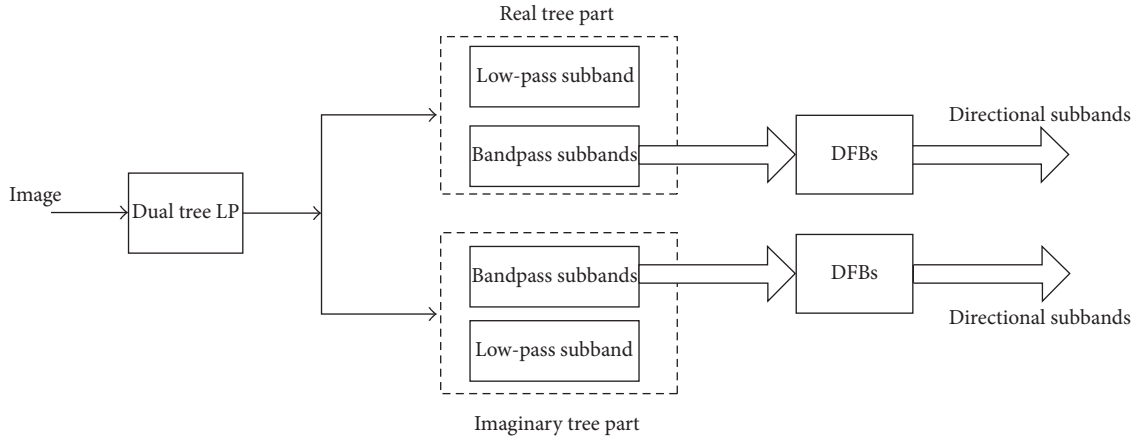 Real tree part
Low-pass subband
Bandpass subbands
DFBs
Directional subbands
Image
Dual tree LP
Bandpass subbands
DFBs
Directional subbands
Low-pass subband
Imaginary tree part